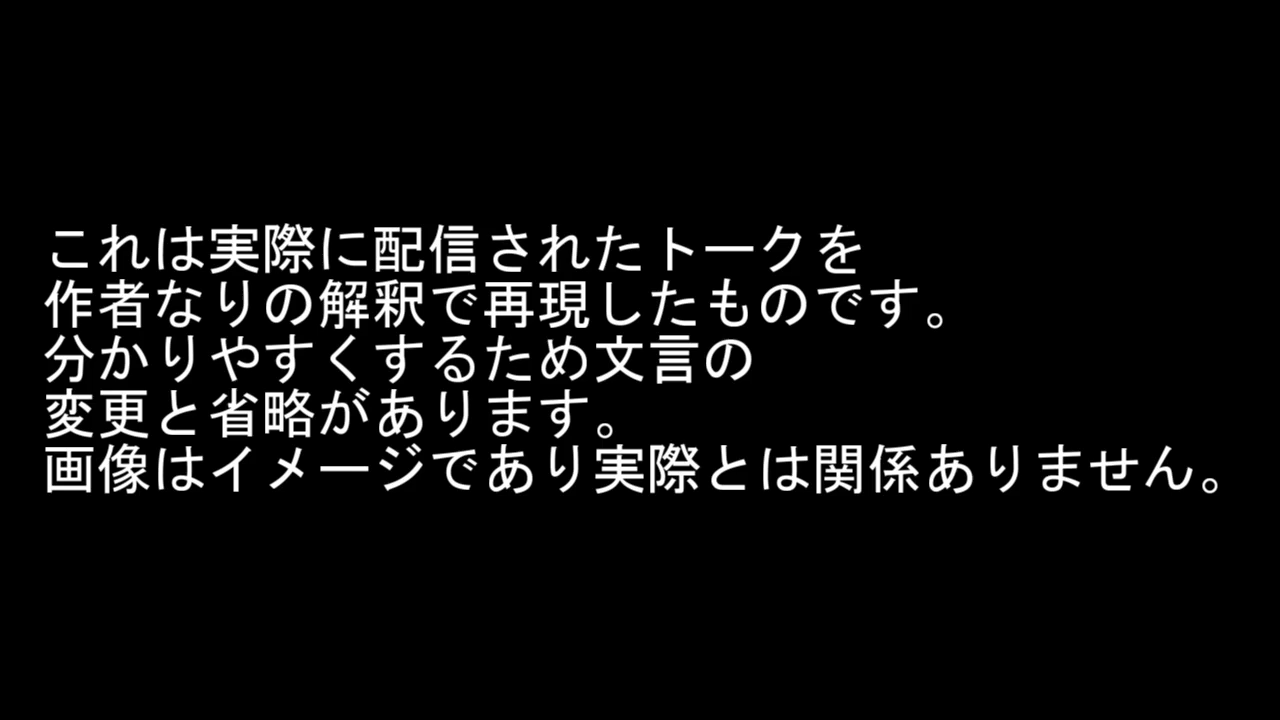 これは実際に配信されたトークを
作者なりの解釈で再現したものです。
分かりやすくするため文言の
変更と省略があります。
画像はイメージであり実際とは関係ありません。